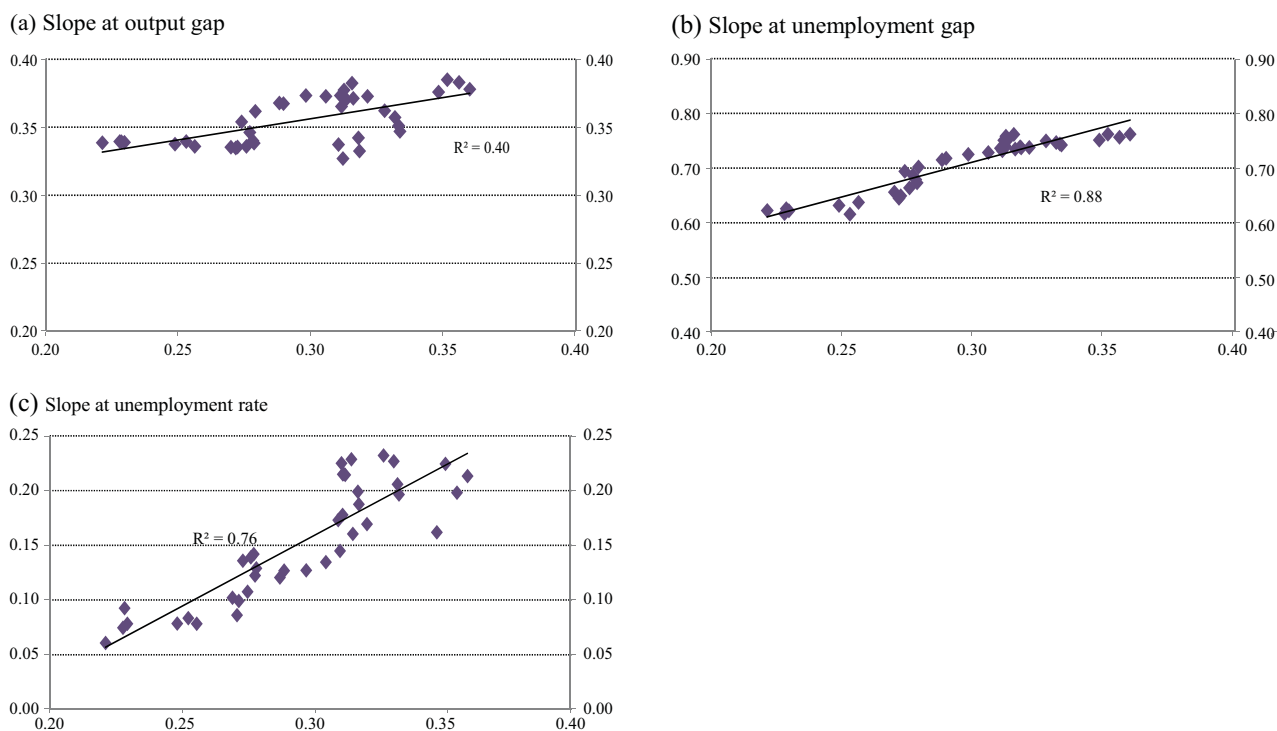 (a) Slope at output gap
0.40 0.40
0.35 0.35
R² = 0.40
0.30 0.30
0.25 0.25
0.20 0.20
0.20 0.25 0.30 0.35 0.40
(b) Slope at unemployment gap
0.90 0.90
0.80 0.80
0.70 0.70
R² = 0.88
0.60 0.60
0.50 0.50
0.40 0.40
0.20 0.25 0.30 0.35 0.40
(c) Slope at unemployment rate
0.25 0.25
0.20 0.20
R² = 0.76
0.15 0.15
0.10 0.10
0.05 0.05
0.00 0.00
0.20 0.25 0.30 0.35 0.40